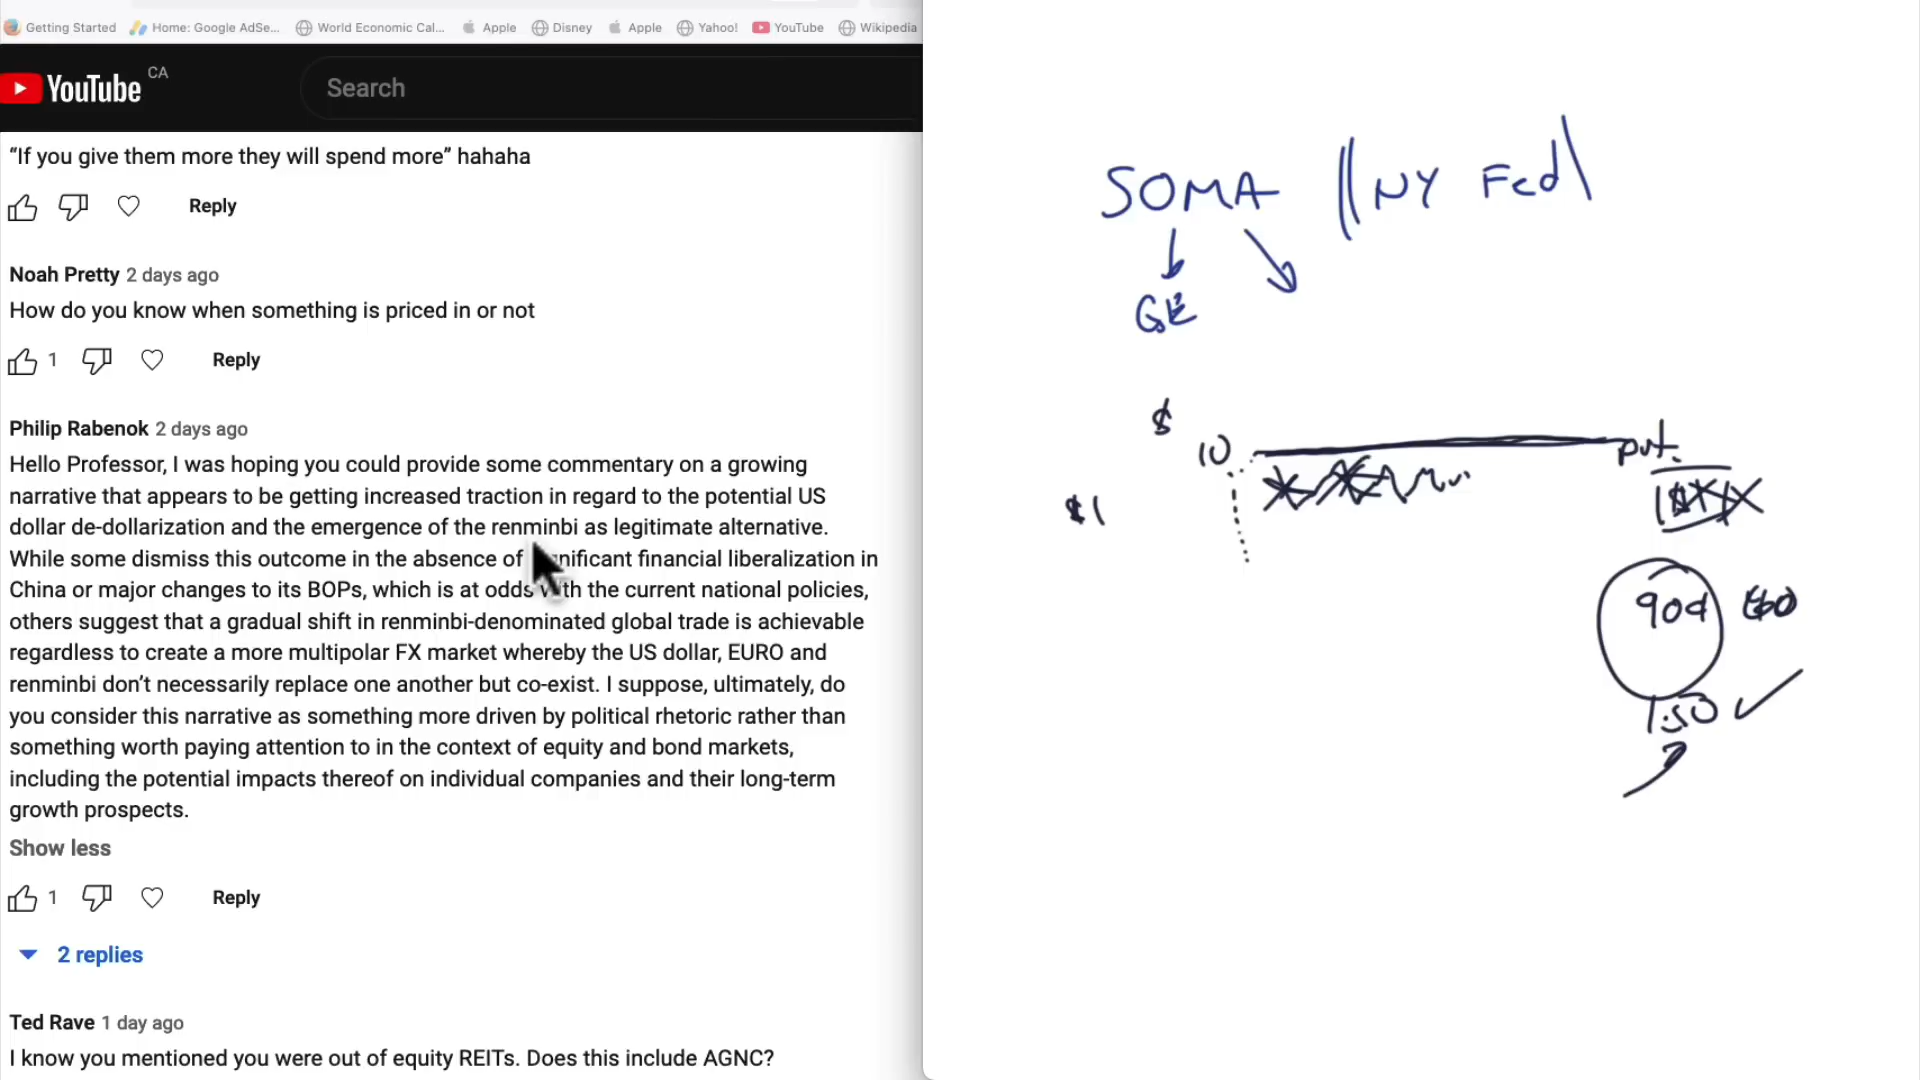 Getting Started Home: Google AdSe... World Economic Cal... Apple Disney Apple Yahoo! YouTube Wikipedia
YouTube CA Search
“If you give them more they will spend more” hahaha
Reply
Noah Pretty 2 days ago
How do you know when something is priced in or not
1 Reply
Philip Rabenok 2 days ago
Hello Professor, I was hoping you could provide some commentary on a growing
narrative that appears to be getting increased traction in regard to the potential US
dollar de-dollarization and the emergence of the renminbi as legitimate alternative.
While some dismiss this outcome in the absence of significant financial liberalization in
China or major changes to its BOPs, which is at odds with the current national policies,
others suggest that a gradual shift in renminbi-denominated global trade is achievable
regardless to create a more multipolar FX market whereby the US dollar, EURO and
renminbi don’t necessarily replace one another but co-exist. I suppose, ultimately, do
you consider this narrative as something more driven by political rhetoric rather than
something worth paying attention to in the context of equity and bond markets,
including the potential impacts thereof on individual companies and their long-term
growth prospects.
Show less
1 Reply
2 replies
Ted Rave 1 day ago
I know you mentioned you were out of equity REITs. Does this include AGNC?
SOMA NY Fed
$
10 put
$1
90d
1.50